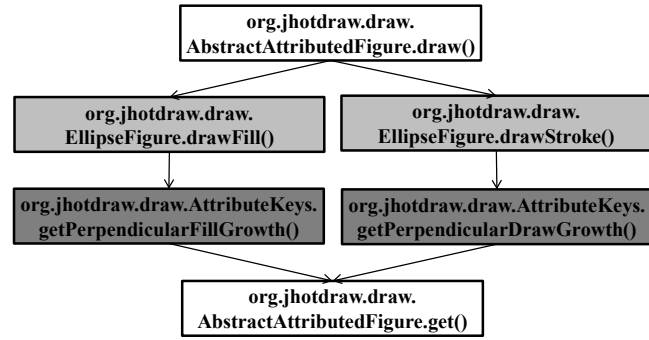 org.jhotdraw.draw.
AbstractAttributedFigure.draw()
org.jhotdraw.draw.
EllipseFigure.drawFill()
org.jhotdraw.draw.
EllipseFigure.drawStroke()
org.jhotdraw.draw.AttributeKeys.
getPerpendicularFillGrowth()
org.jhotdraw.draw.AttributeKeys.
getPerpendicularDrawGrowth()
org.jhotdraw.draw.
AbstractAttributedFigure.get()